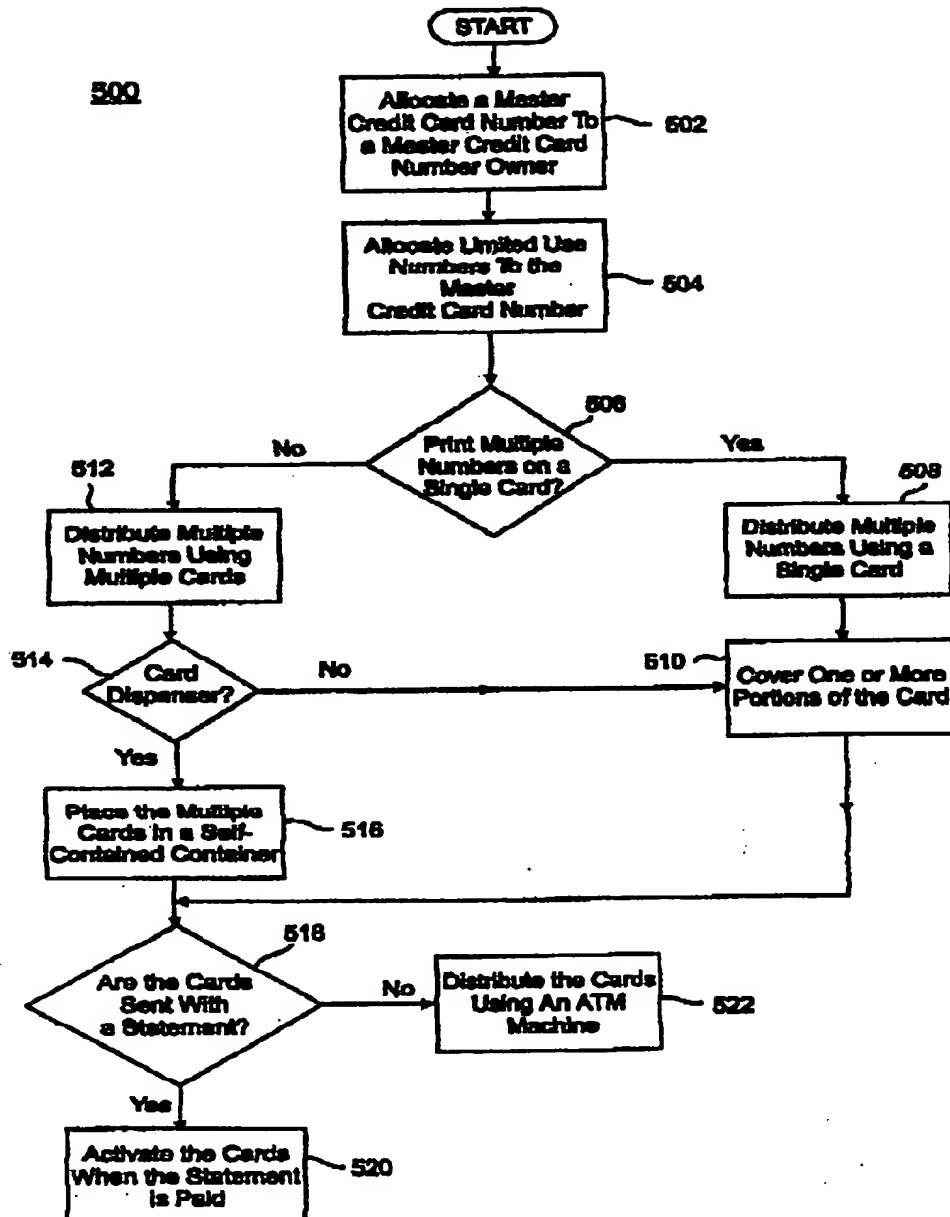 START
500
Allocate a Master
Credit Card Number To
a Master Credit Card
Number Owner
502
Allocate Limited Use
Numbers To the
Master
Credit Card Number
504
506
Print Multiple
Numbers on a
Single Card?
No
Yes
512
Distribute Multiple
Numbers Using
Multiple Cards
508
Distribute Multiple
Numbers Using a
Single Card
514
Card
Dispenser?
No
510
Cover One or More
Portions of the Card
Yes
Place the Multiple
Cards in a Self-
Contained Container
516
518
Are the Cards
Sent With
a Statement?
No
Distribute the Cards
Using An ATM
Machine
522
Yes
Activate the Cards
When the Statement
is Paid
520